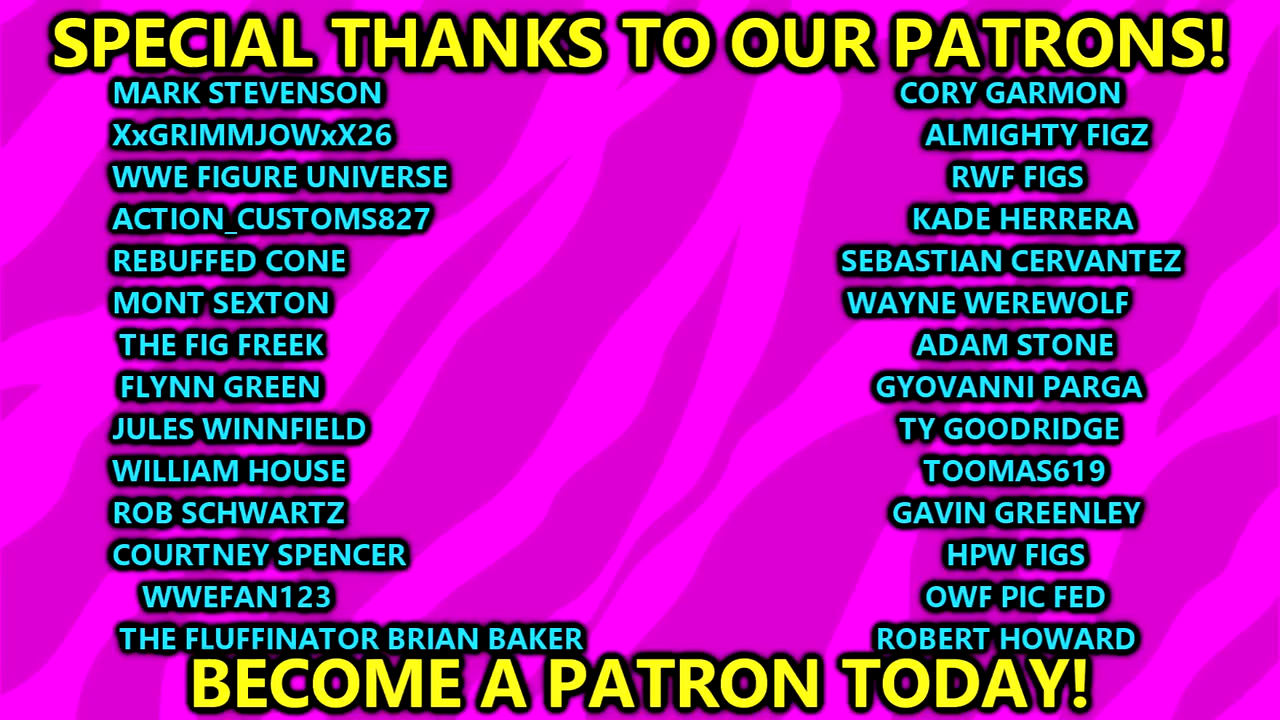 SPECIAL THANKS TO OUR PATRONS!
MARK STEVENSON
XxGRIMMJOWxX26
WWE FIGURE UNIVERSE
ACTION_CUSTOMS827
REBUFFED CONE
MONT SEXTON
THE FIG FREEK
FLYNN GREEN
JULES WINNFIELD
WILLIAM HOUSE
ROB SCHWARTZ
COURTNEY SPENCER
WWEFAN123
THE FLUFFINATOR BRIAN BAKER
CORY GARMON
ALMIGHTY FIGZ
RWF FIGS
KADE HERRERA
SEBASTIAN CERVANTEZ
WAYNE WEREWOLF
ADAM STONE
GYOVANNI PARGA
TY GOODRIDGE
TOOMAS619
GAVIN GREENLEY
HPW FIGS
OWF PIC FED
ROBERT HOWARD
BECOME A PATRON TODAY!